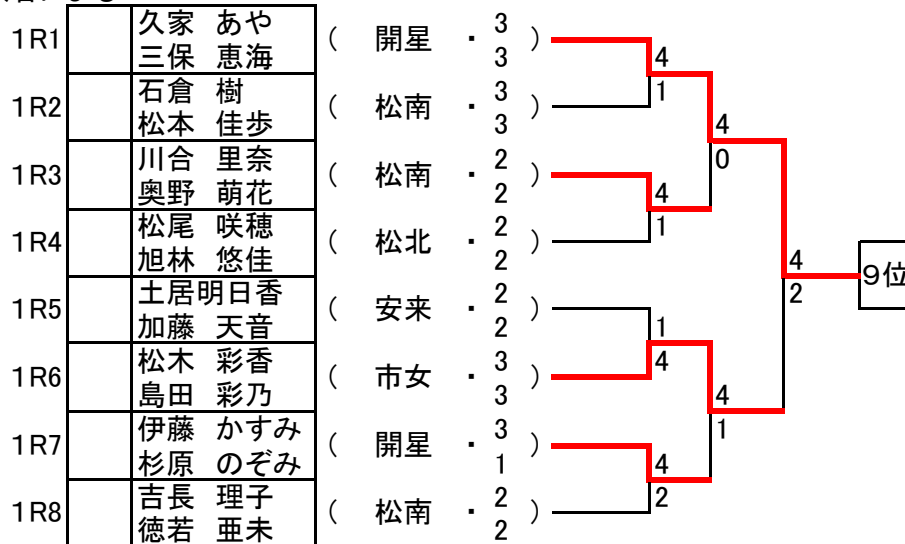 1R1 久家 あや ( 開星 ・ 3 )
三保 恵海 3
1R2 石倉 樹 ( 松南 ・ 3 )
松本 佳歩 3
1R3 川合 里奈 ( 松南 ・ 2 )
奥野 萌花 2
1R4 松尾 咲穂 ( 松北 ・ 2 )
旭林 悠佳 2
1R5 土居明日香 ( 安来 ・ 2 )
加藤 天音 2
1R6 松木 彩香 ( 市女 ・ 3 )
島田 彩乃 3
1R7 伊藤 かすみ ( 開星 ・ 3 )
杉原 のぞみ 1
1R8 吉長 理子 ( 松南 ・ 2 )
徳若 亜未 2
4
1
4
0
4
1
4
2
9位
1
4
4
1
4
2